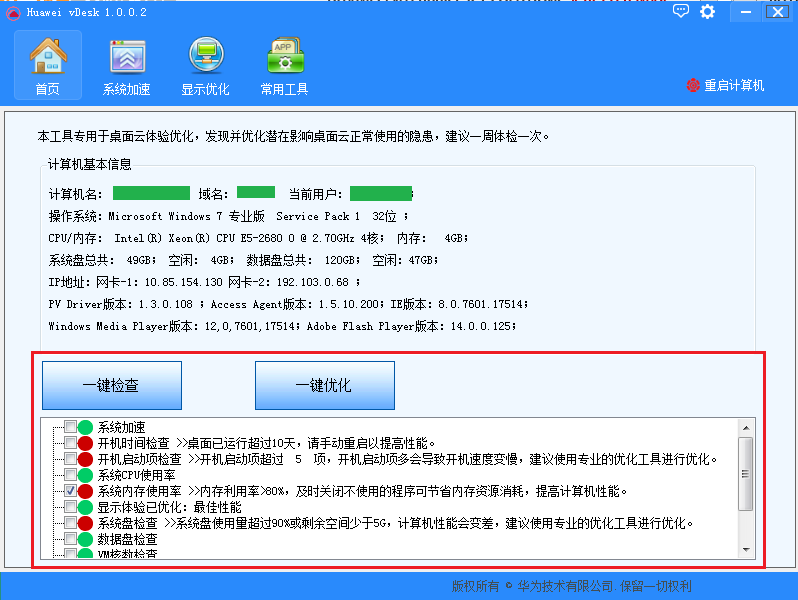 Huawei vDesk 1.0.0.2
首页 系统加速 显示优化 常用工具 重启计算机
APP
本工具专用于桌面云体验优化，发现并优化潜在影响桌面云正常使用的隐患，建议一周体检一次。
计算机基本信息
计算机名： 域名： 当前用户： ；
操作系统：Microsoft Windows 7 专业版 Service Pack 1 32位 ；
CPU/内存： Intel(R) Xeon(R) CPU E5-2680 0 @ 2.70GHz 4核； 内存： 4GB；
系统盘总共： 49GB； 空闲： 4GB； 数据盘总共： 120GB； 空闲：47GB；
IP地址：网卡-1：10.85.154.130 网卡-2：192.103.0.68 ；
PV Driver版本：1.3.0.108 ；Access Agent版本：1.5.10.200；IE版本：8.0.7601.17514；
Windows Media Player版本：12,0,7601,17514；Adobe Flash Player版本：14.0.0.125；
一键检查 一键优化
系统加速
开机时间检查 >>桌面已运行超过10天，请手动重启以提高性能。
开机启动项检查 >>开机启动项超过 5 项，开机启动项多会导致开机速度变慢，建议使用专业的优化工具进行优化。
系统CPU使用率
系统内存使用率 >>内存利用率>80%，及时关闭不使用的程序可节省内存资源消耗，提高计算机性能。
显示体验已优化：最佳性能
系统盘检查 >>系统盘使用量超过90%或剩余空间少于5G，计算机性能会变差，建议使用专业的优化工具进行优化。
数据盘检查
VM核数检查
版权所有 © 华为技术有限公司. 保留一切权利